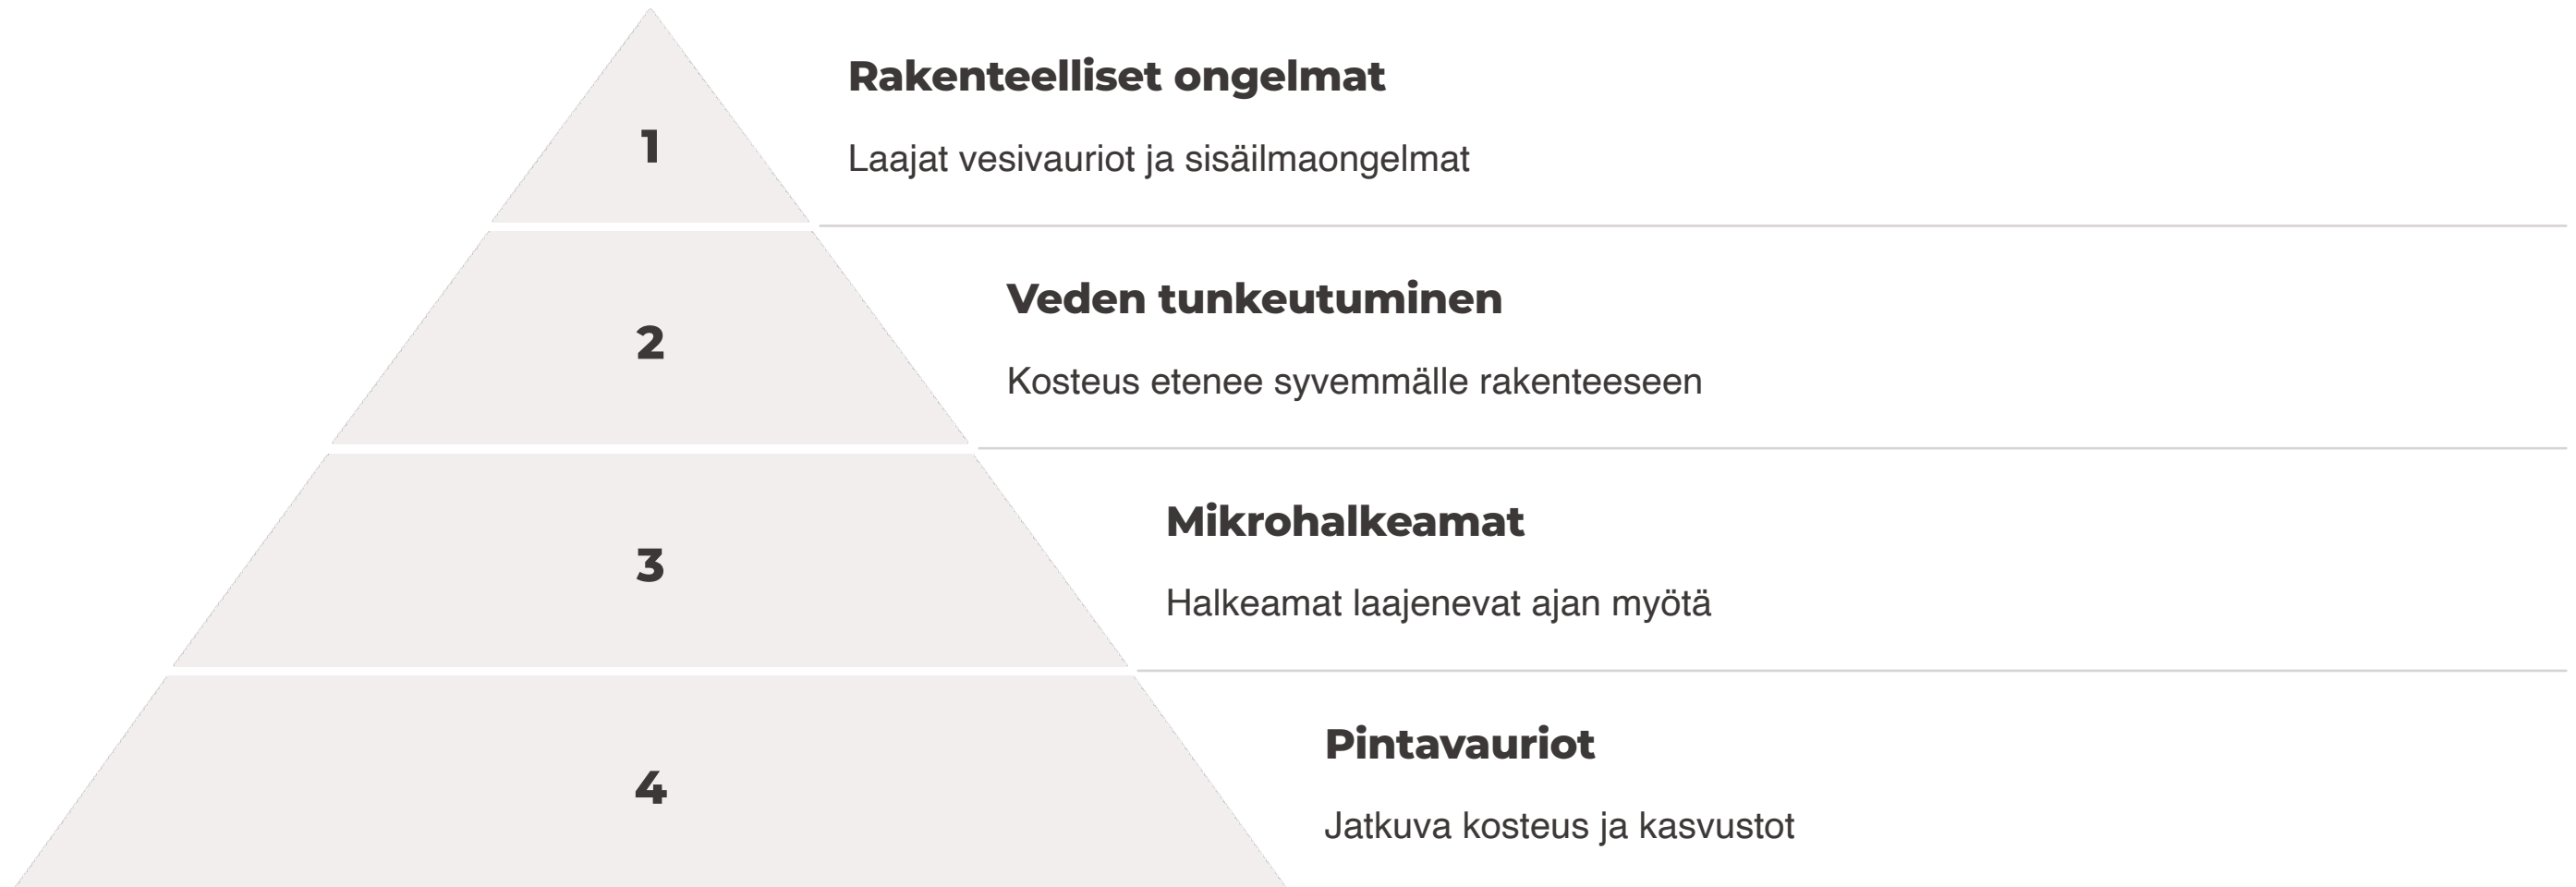 1
Rakenteelliset ongelmat
Laajat vesivauriot ja sisäilmaongelmat
2
Veden tunkeutuminen
Kosteus etenee syvemmälle rakenteeseen
3
Mikrohalkeamat
Halkeamat laajenevat ajan myötä
4
Pintavauriot
Jatkuva kosteus ja kasvustot